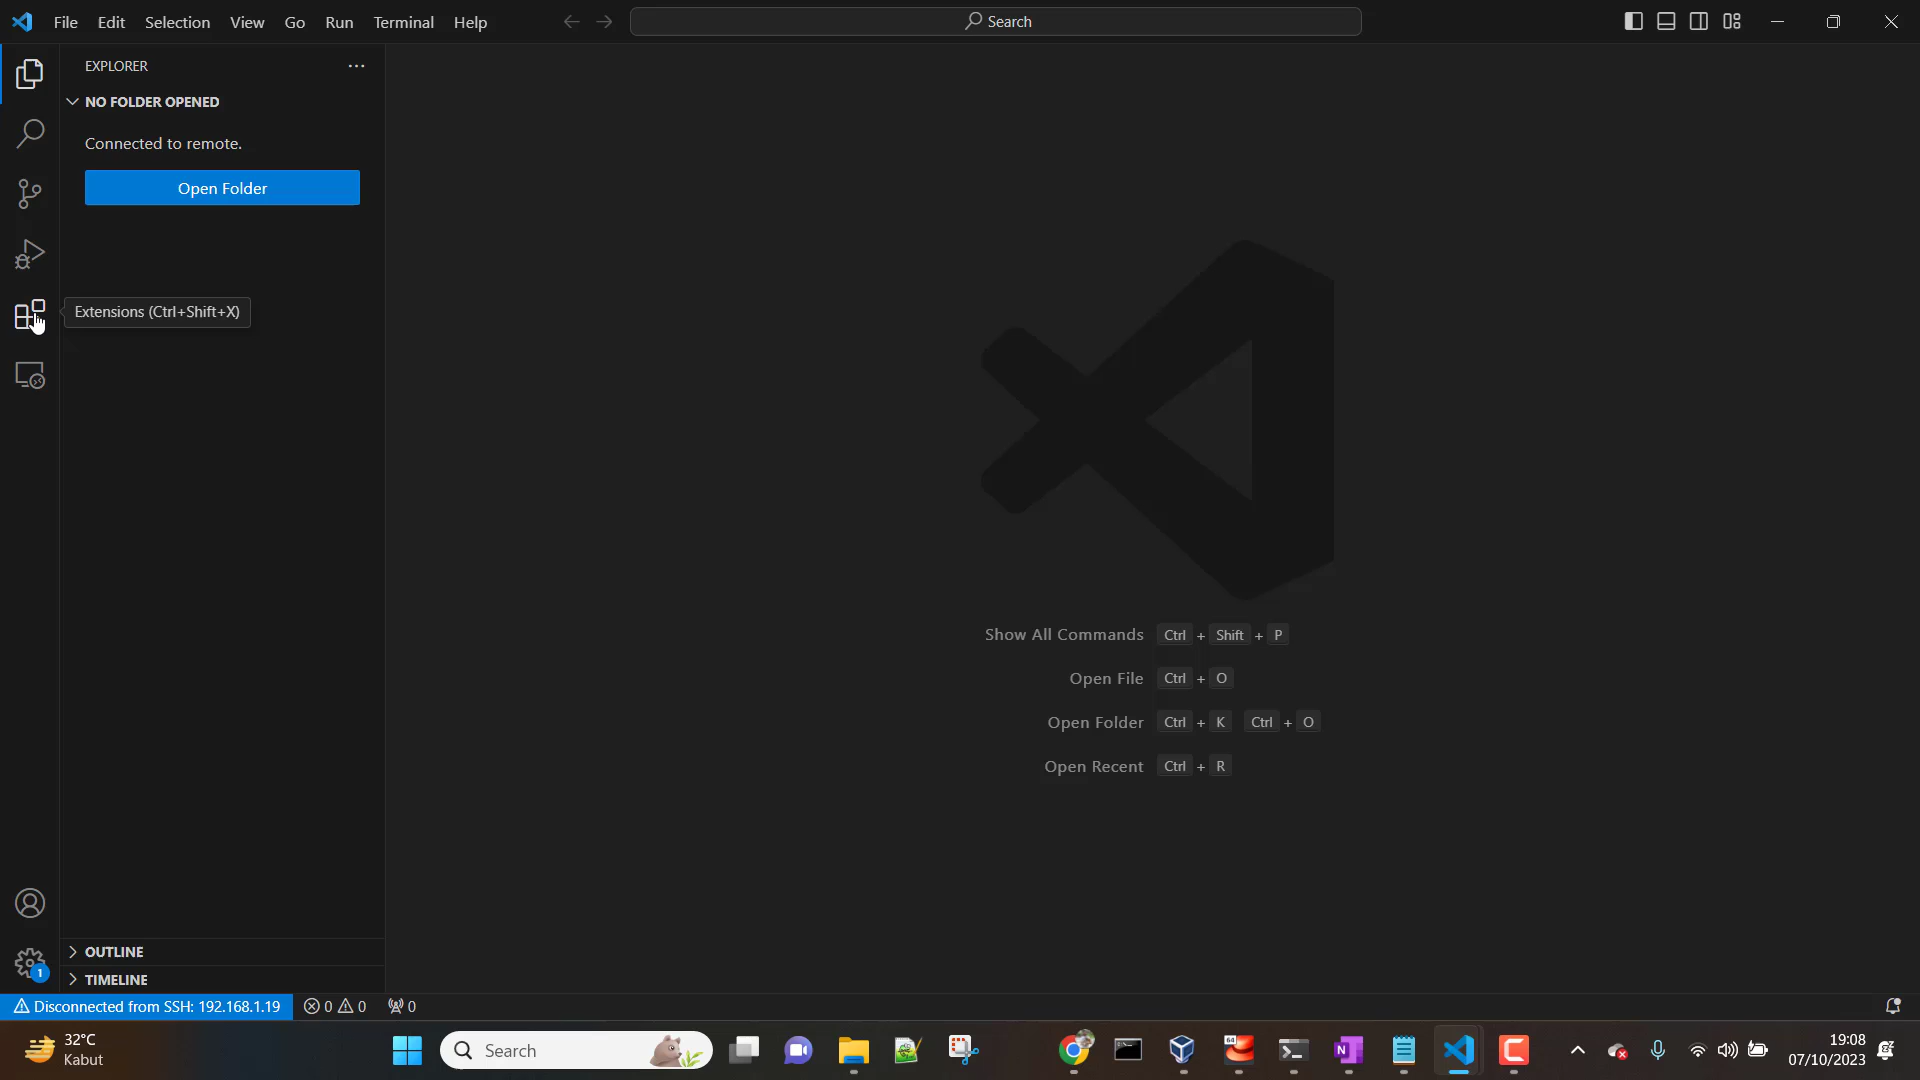 File Edit Selection View Go Run Terminal Help
Search
EXPLORER
NO FOLDER OPENED
Connected to remote.
Open Folder
Extensions (Ctrl+Shift+X)
Show All Commands Ctrl + Shift + P
Open File Ctrl + O
Open Folder Ctrl + K Ctrl + O
Open Recent Ctrl + R
1
OUTLINE
TIMELINE
Disconnected from SSH: 192.168.1.19 0 0 0
32°C
Kabut
Search
64
19:08
07/10/2023